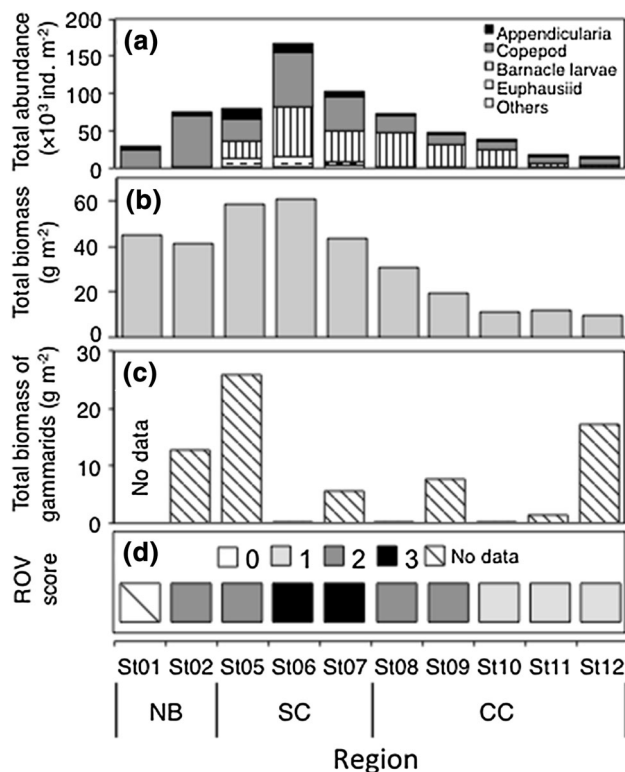 (a)
Total abundance
(×10³ ind. m⁻²)
200
150
100
50
0
Appendicularia
Copepod
Barnacle larvae
Euphausiid
Others
(b)
Total biomass
(g m⁻²)
60
40
20
0
(c)
Total biomass of
gammarids (g m⁻²)
30
20
10
0
No data
(d)
ROV
score
0 1 2 3 No data
St01 St02 St05 St06 St07 St08 St09 St10 St11 St12
NB SC CC
Region